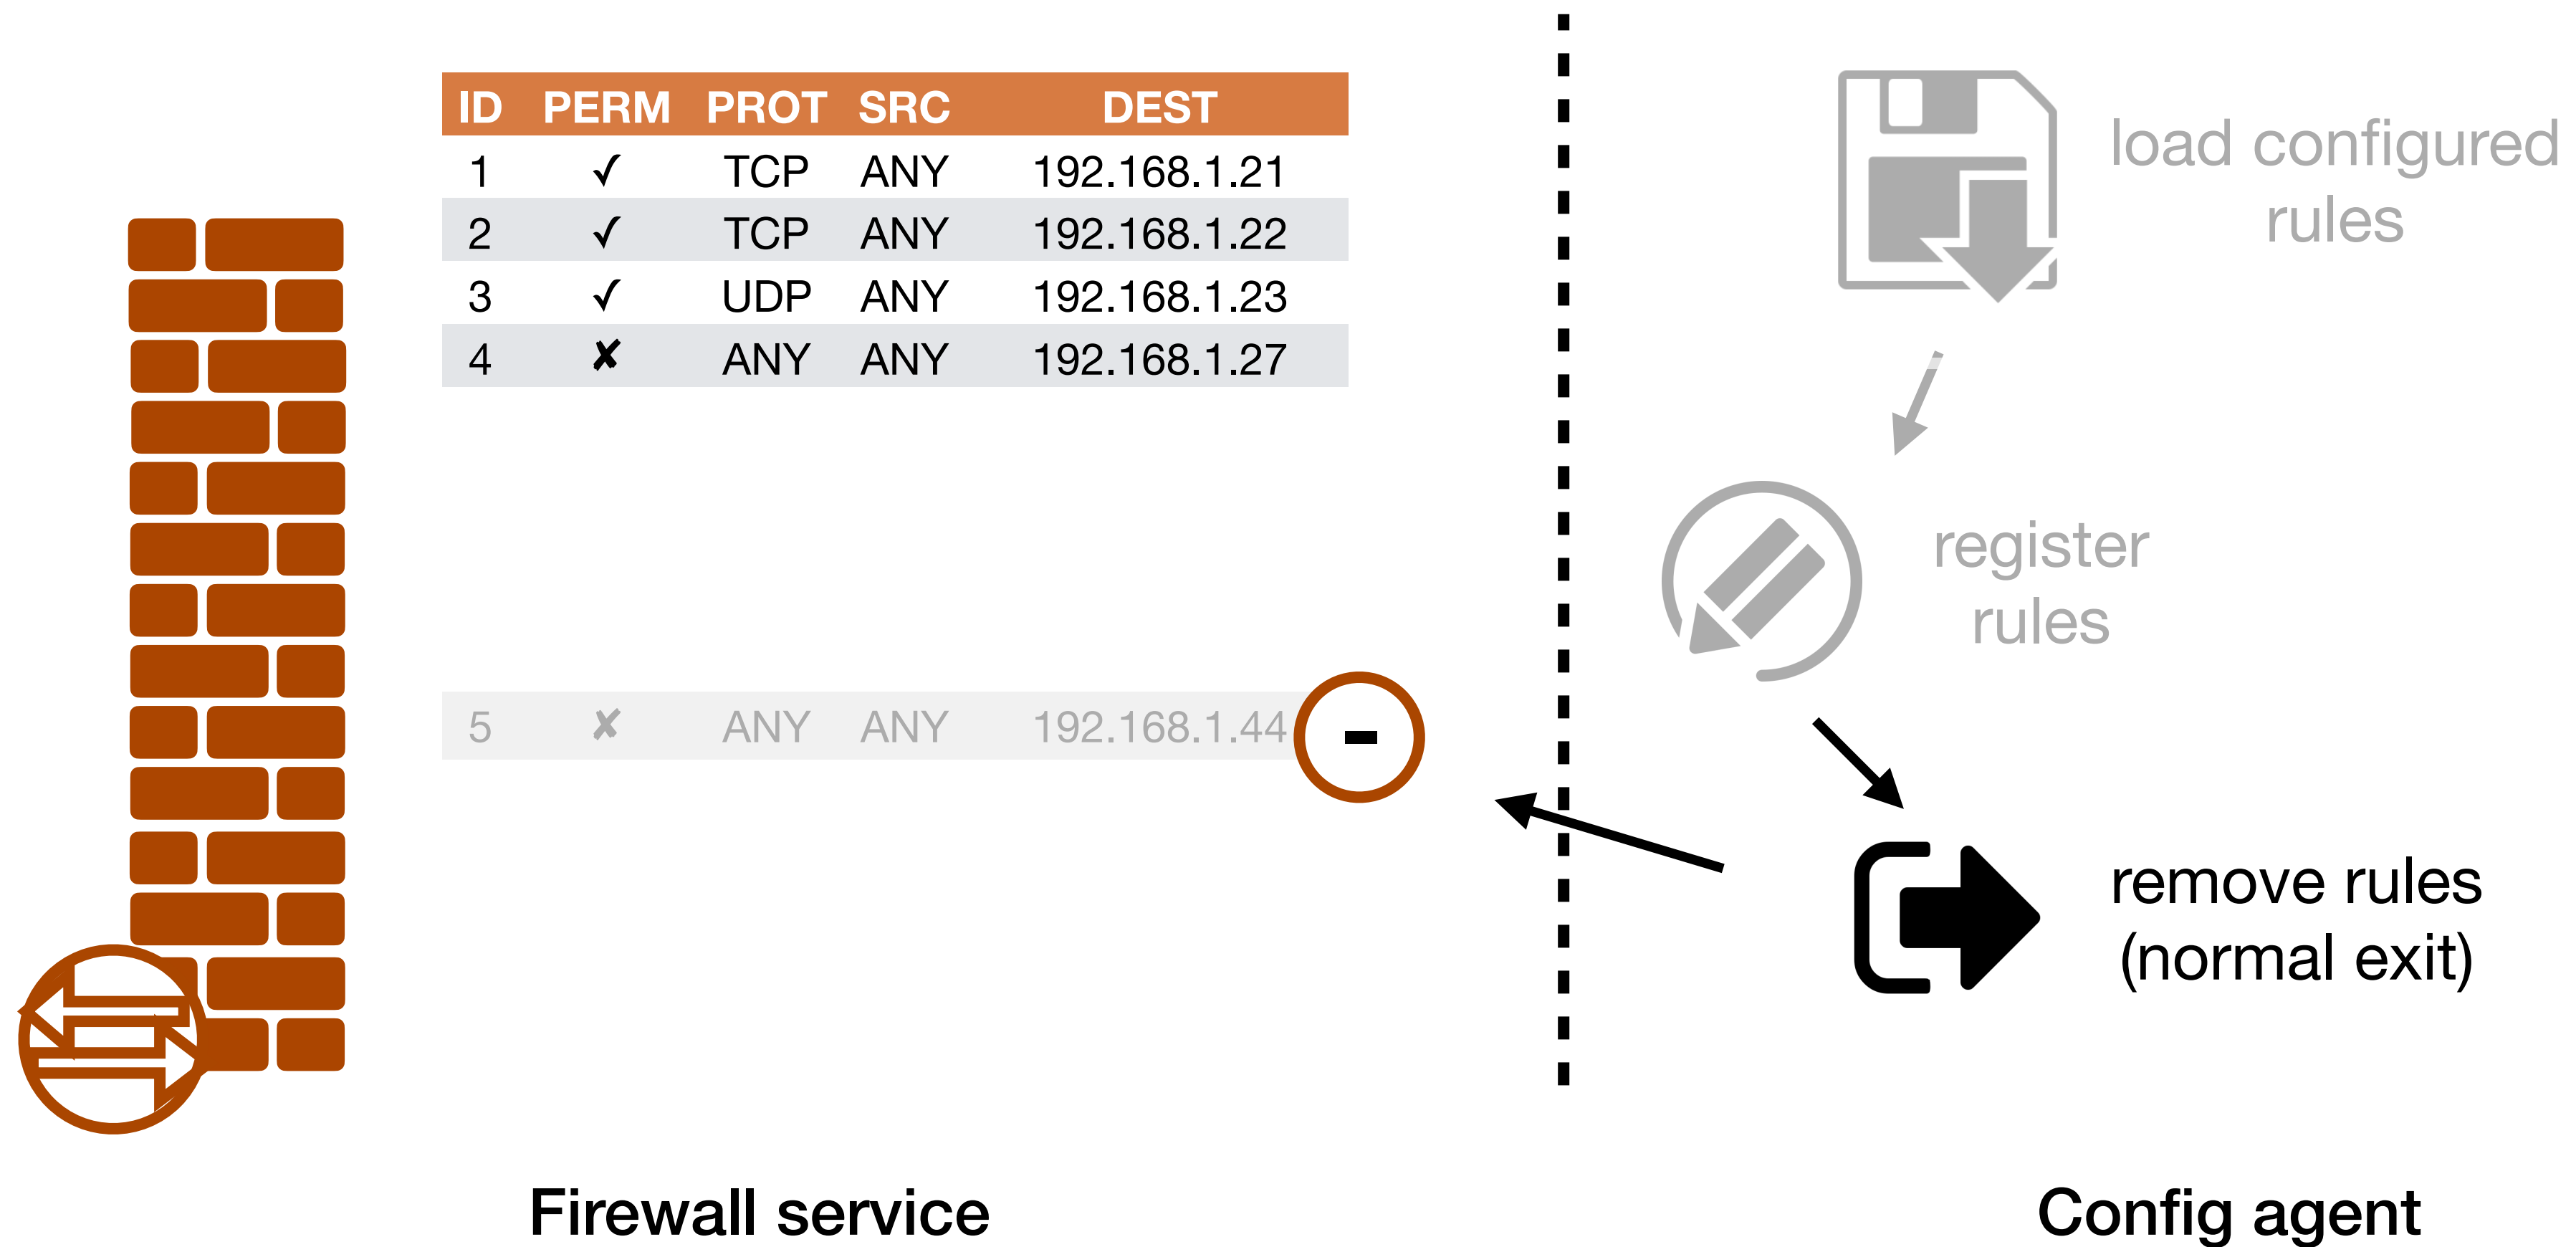 ID PERM PROT SRC DEST
1 ✓ TCP ANY 192.168.1.21
2 ✓ TCP ANY 192.168.1.22
3 ✓ UDP ANY 192.168.1.23
4 ✘ ANY ANY 192.168.1.27
5 ✘ ANY ANY 192.168.1.44
-
load configured
rules
register
rules
remove rules
(normal exit)
Firewall service
Config agent